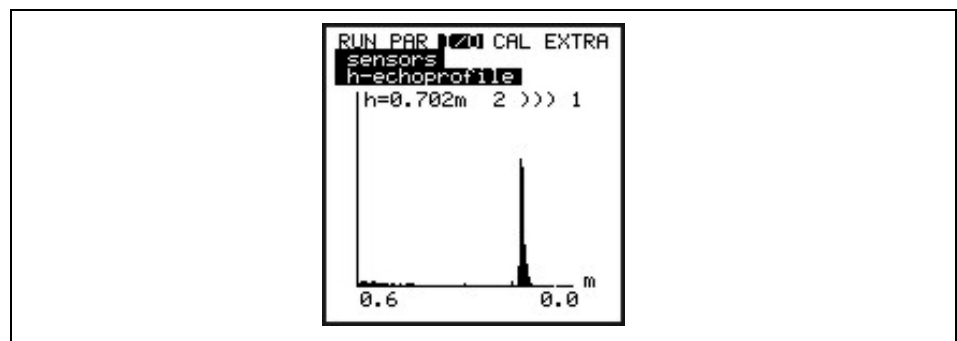 RUN PAR I/O CAL EXTRA
sensors
h-echoprofile
h=0.702m 2 ))) 1
m
0.6 0.0